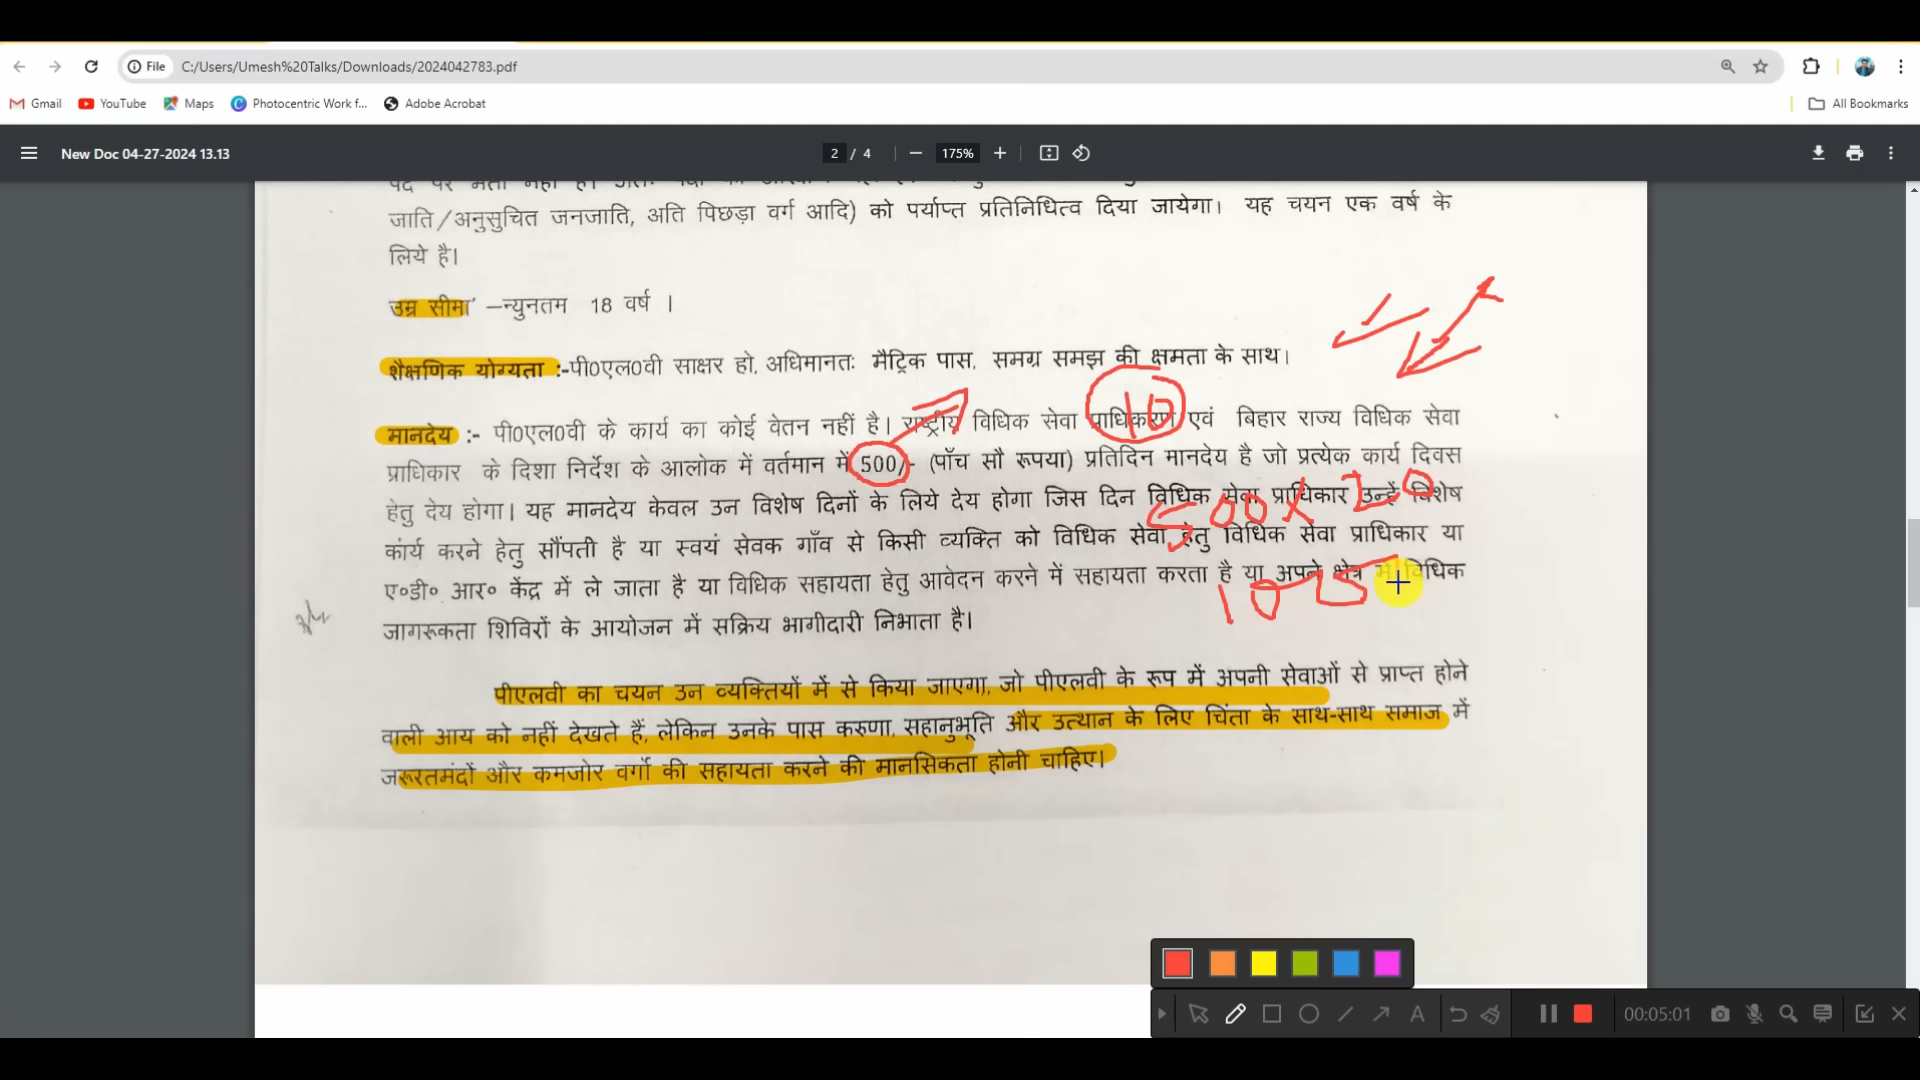 File C:/Users/Umesh%20Talks/Downloads/2024042783.pdf
Gmail YouTube Maps Photocentric Work f... Adobe Acrobat All Bookmarks
New Doc 04-27-2024 13.13 2 / 4 175%
जाति/अनुसुचित जनजाति, अति पिछड़ा वर्ग आदि) को पर्याप्त प्रतिनिधित्व दिया जायेगा। यह चयन एक वर्ष के
लिये है।
उम्र सीमा' –न्युनतम 18 वर्ष ।
शैक्षणिक योग्यता :-पी0एल0वी साक्षर हो, अधिमानतः मैट्रिक पास, समग्र समझ की क्षमता के साथ।
10
मानदेय :- पी0एल0वी के कार्य का कोई वेतन नहीं है। राष्ट्रीय विधिक सेवा प्राधिकरण एवं बिहार राज्य विधिक सेवा
प्राधिकार के दिशा निर्देश के आलोक में वर्तमान में 500/- (पाँच सौ रूपया) प्रतिदिन मानदेय है जो प्रत्येक कार्य दिवस
हेतु देय होगा। यह मानदेय केवल उन विशेष दिनों के लिये देय होगा जिस दिन विधिक सेवा प्राधिकार उन्हें विशेष
500 X 20
कार्य करने हेतु सौंपती है या स्वयं सेवक गाँव से किसी व्यक्ति को विधिक सेवा हेतु विधिक सेवा प्राधिकार या
ए०डी० आर० केंद्र में ले जाता है या विधिक सहायता हेतु आवेदन करने में सहायता करता है या अपने क्षेत्र में विधिक
जागरूकता शिविरों के आयोजन में सक्रिय भागीदारी निभाता है।
पीएलवी का चयन उन व्यक्तियों में से किया जाएगा, जो पीएलवी के रूप में अपनी सेवाओं से प्राप्त होने
वाली आय को नहीं देखते हैं, लेकिन उनके पास करुणा, सहानुभूति और उत्थान के लिए चिंता के साथ-साथ समाज में
जरूरतमंदों और कमजोर वर्गों की सहायता करने की मानसिकता होनी चाहिए।
A 00:05:01